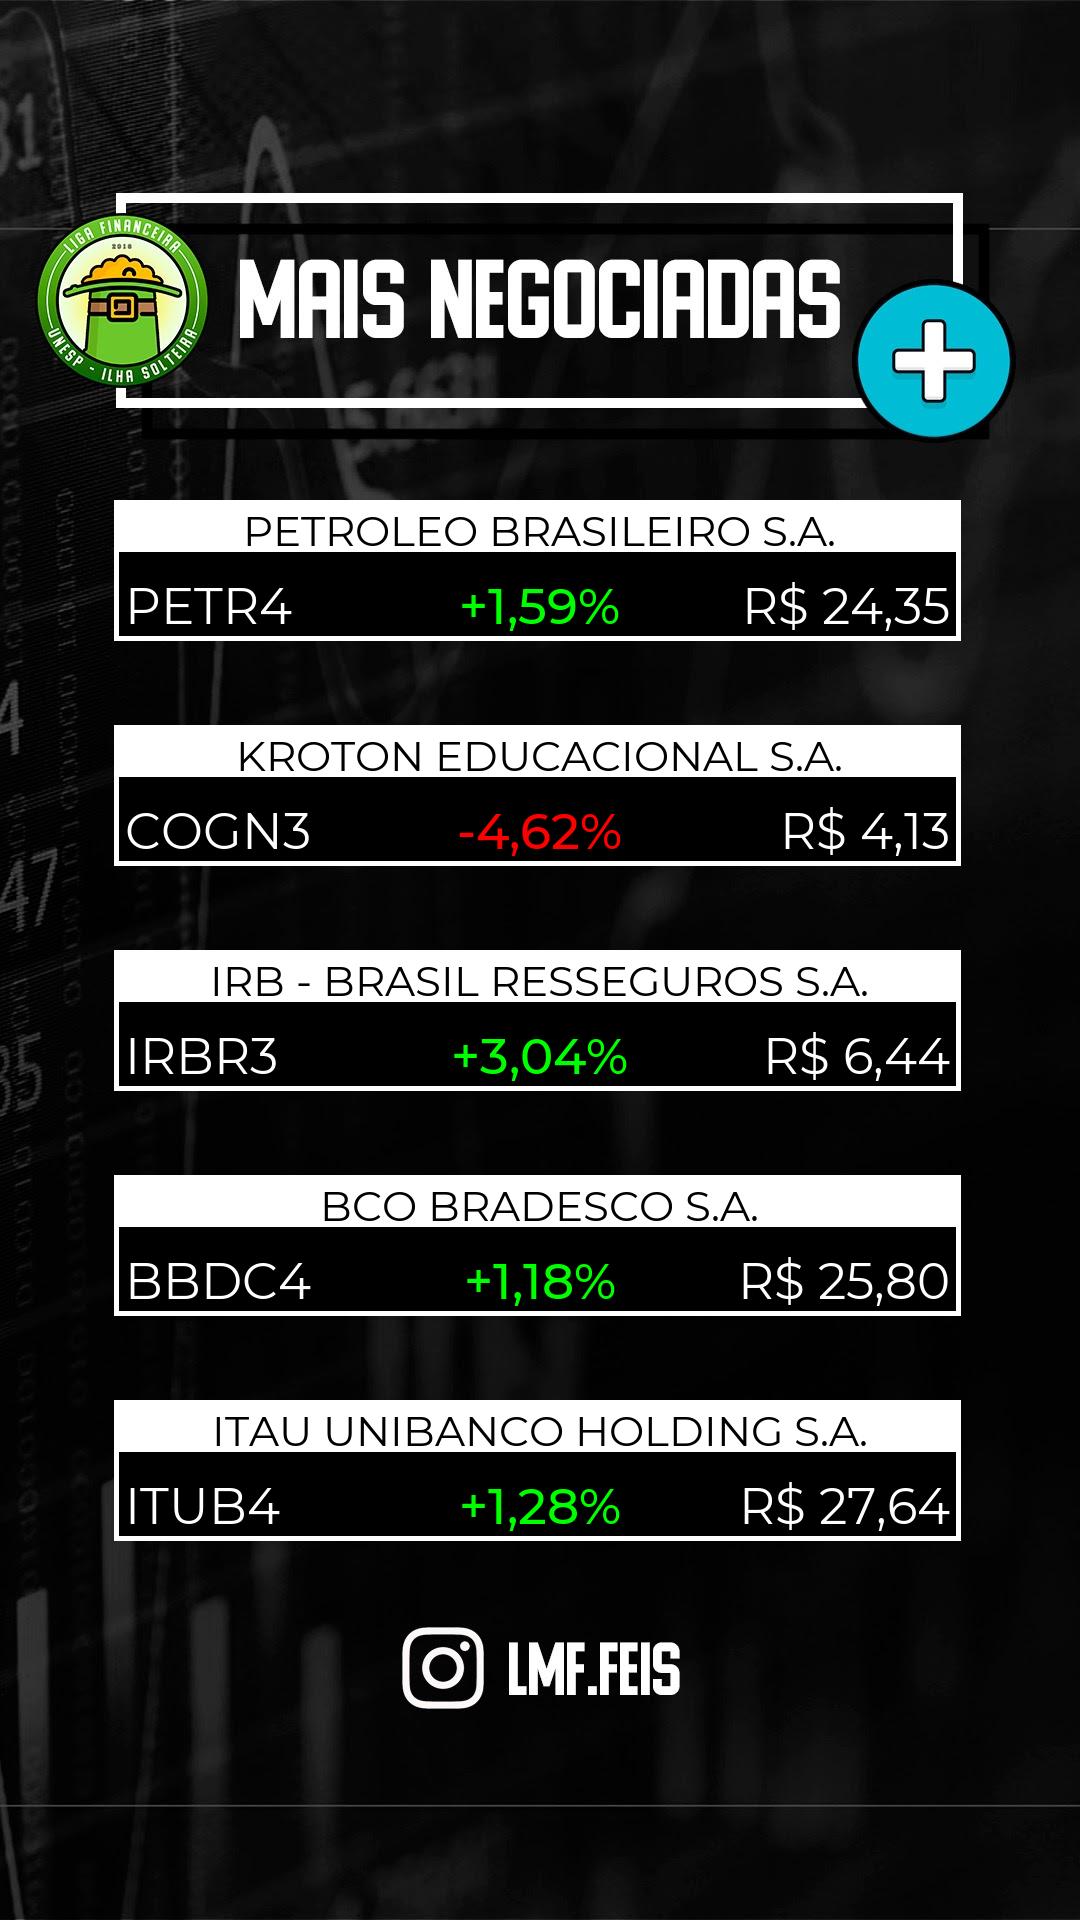 LIGA FINANCEIRA
2018
UNESP - ILHA SOLTEIRA
MAIS NEGOCIADAS
PETROLEO BRASILEIRO S.A.
PETR4 +1,59% R$ 24,35
KROTON EDUCACIONAL S.A.
COGN3 -4,62% R$ 4,13
IRB - BRASIL RESSEGUROS S.A.
IRBR3 +3,04% R$ 6,44
BCO BRADESCO S.A.
BBDC4 +1,18% R$ 25,80
ITAU UNIBANCO HOLDING S.A.
ITUB4 +1,28% R$ 27,64
LMF.FEIS